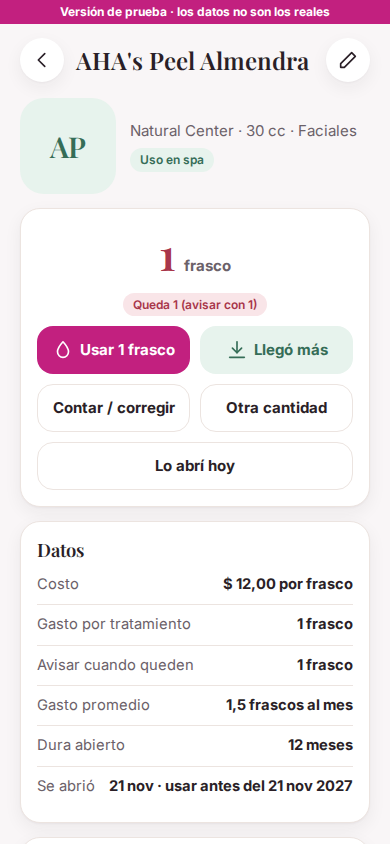 Versión de prueba · los datos no son los reales
AHA's Peel Almendra
AP
Natural Center · 30 cc · Faciales
Uso en spa
1 frasco
Queda 1 (avisar con 1)
Usar 1 frasco
Llegó más
Contar / corregir
Otra cantidad
Lo abrí hoy
Datos
Costo $ 12,00 por frasco
Gasto por tratamiento 1 frasco
Avisar cuando queden 1 frasco
Gasto promedio 1,5 frascos al mes
Dura abierto 12 meses
Se abrió 21 nov · usar antes del 21 nov 2027